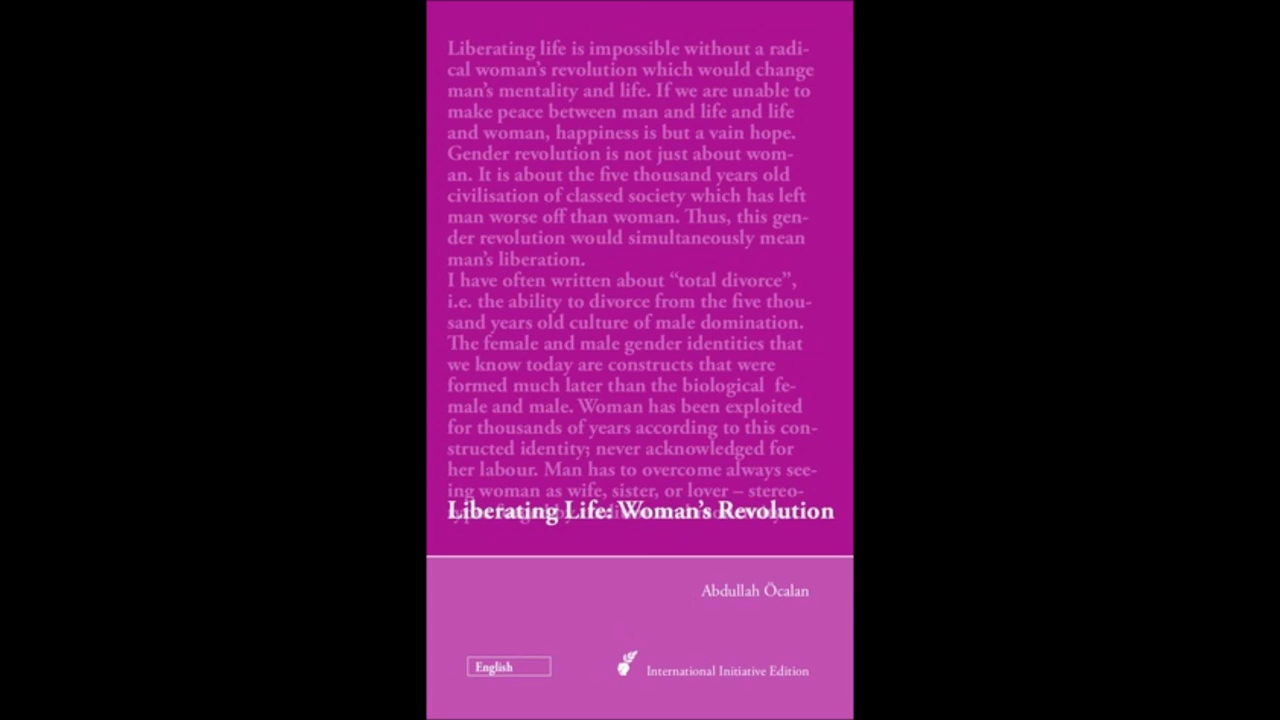 Liberating life is impossible without a radi-
cal woman's revolution which would change
man's mentality and life. If we are unable to
make peace between man and life and life
and woman, happiness is but a vain hope.
Gender revolution is not just about wom-
an. It is about the five thousand years old
civilisation of classed society which has left
man worse off than woman. Thus, this gen-
der revolution would simultaneously mean
man's liberation.
I have often written about “total divorce”,
i.e. the ability to divorce from the five thou-
sand years old culture of male domination.
The female and male gender identities that
we know today are constructs that were
formed much later than the biological fe-
male and male. Woman has been exploited
for thousands of years according to this con-
structed identity; never acknowledged for
her labour. Man has to overcome always see-
ing woman as wife, sister, or lover – stereo-
Liberating Life: Woman's Revolution
Abdullah Öcalan
English
International Initiative Edition